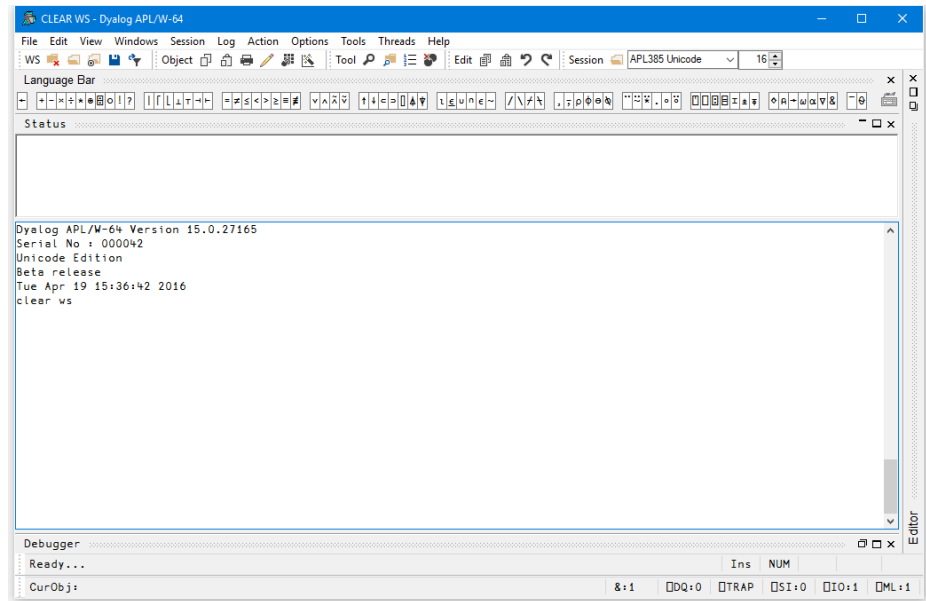 CLEAR WS - Dyalog APL/W-64
File Edit View Windows Session Log Action Options Tools Threads Help
WS Object Tool Edit Session APL385 Unicode 16
Language Bar
← + - × ÷ * ⍟ ⌹ ○ ! ? | ⌈ ⌊ ⊥ ⊤ ⊣ ⊢ = ≠ ≤ < > ≥ ≡ ≢ ∨ ∧ ⍲ ⍱ ↑ ↓ ⊂ ⊃ ⌷ ⍋ ⍒ ⍳ ⍷ ∪ ∩ ∊ ~ / \ ⌿ ⍀ , ⍪ ⍴ ⌽ ⊖ ⍉ ¨ ⍨ ⍣ . ∘ ⍤ ⍞ ⎕ ⍠ ⌸ ⌶ ⍎ ⍕ ⋄ ⍝ → ⍵ ⍺ ∇ & ¯ ⍬
Status
Dyalog APL/W-64 Version 15.0.27165
Serial No : 000042
Unicode Edition
Beta release
Tue Apr 19 15:36:42 2016
clear ws
Editor
Debugger
Ready... Ins NUM
CurObj: &:1 ⎕DQ:0 ⎕TRAP ⎕SI:0 ⎕IO:1 ⎕ML:1